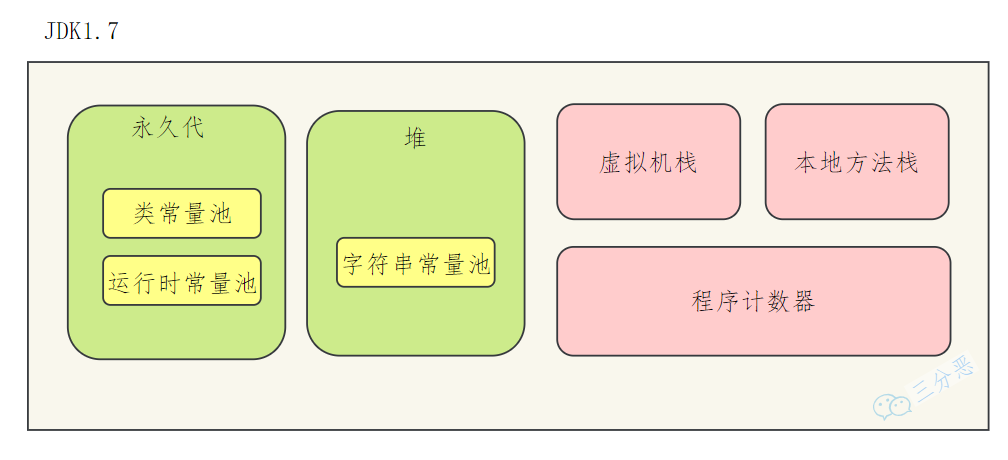 JDK1.7
永久代
类常量池
运行时常量池
堆
字符串常量池
虚拟机栈
本地方法栈
程序计数器
三分恶